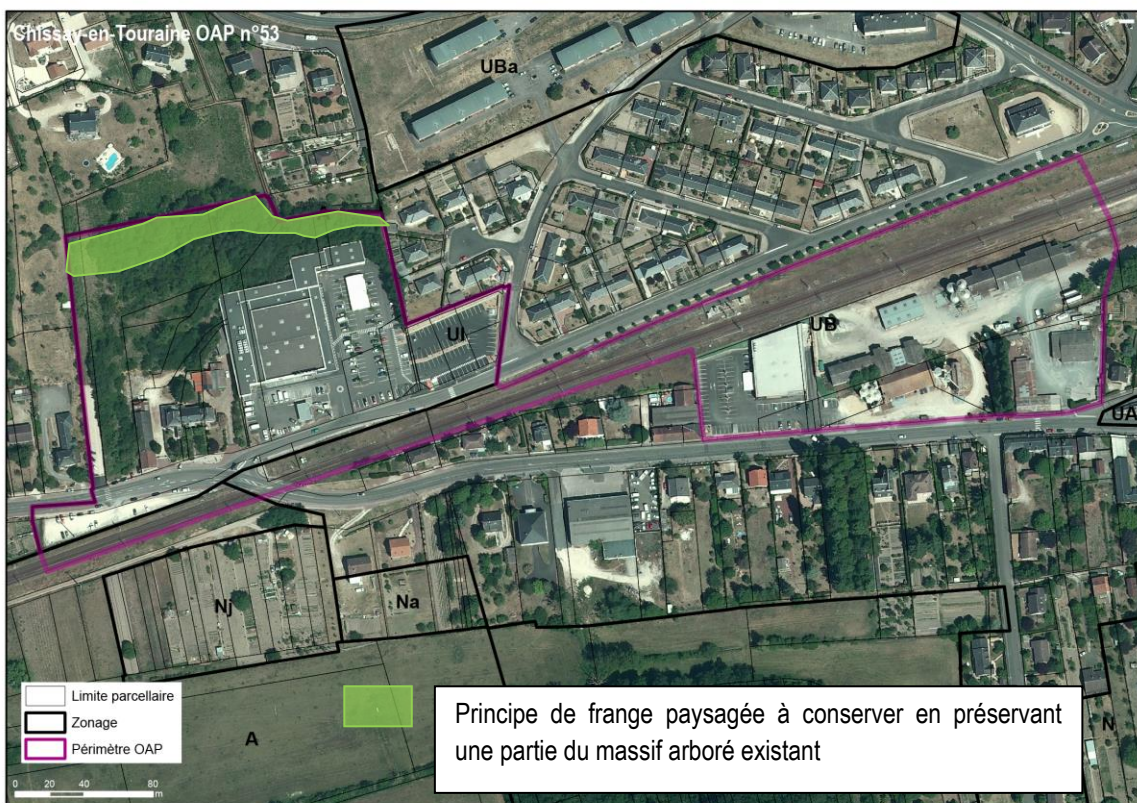 Chissay-en-Touraine OAP n°53
UBa
UI
UB
UA
Nj
Na
A
N
Limite parcellaire
Zonage
Périmètre OAP
0 20 40 80
m
Principe de frange paysagée à conserver en préservant
une partie du massif arboré existant